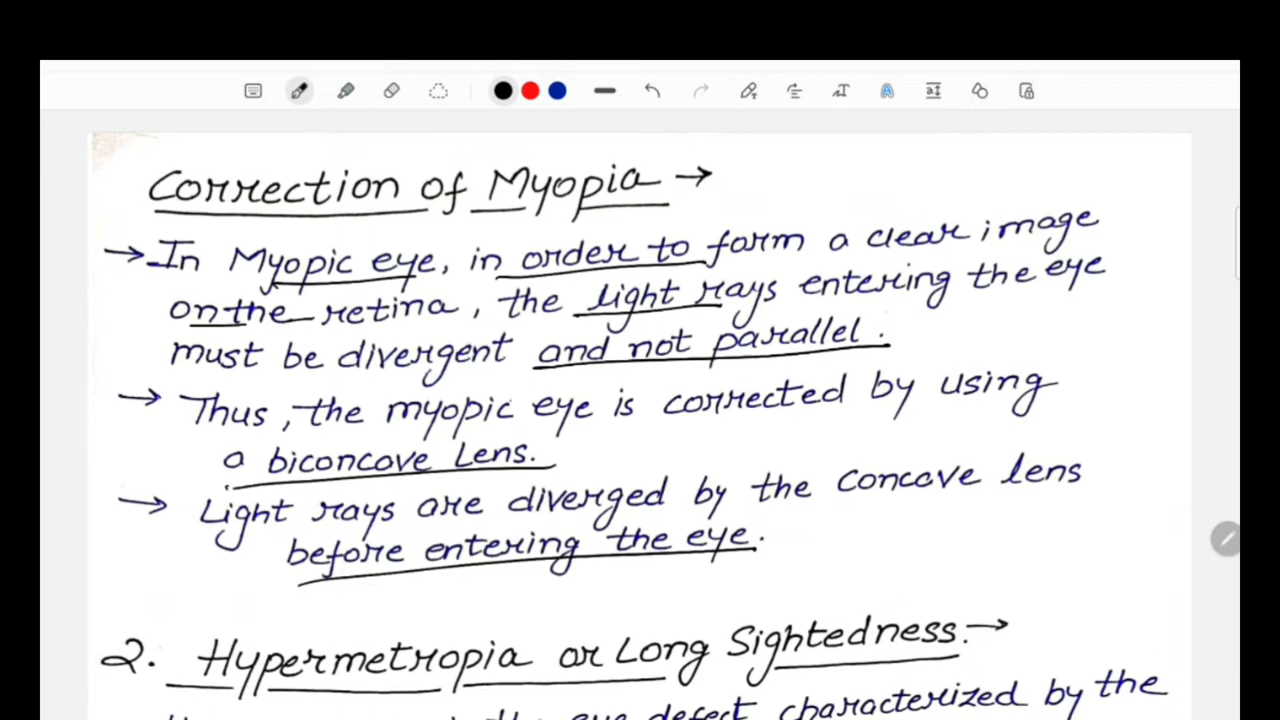 Correction of Myopia →
→ In Myopic eye, in order to form a clear image
on the retina, the light rays entering the eye
must be divergent and not parallel.
→ Thus, the myopic eye is corrected by using
a biconcave Lens.
→ Light rays are diverged by the concave lens
before entering the eye.
2. Hypermetropia or Long Sightedness. →
the eye defect characterized by the